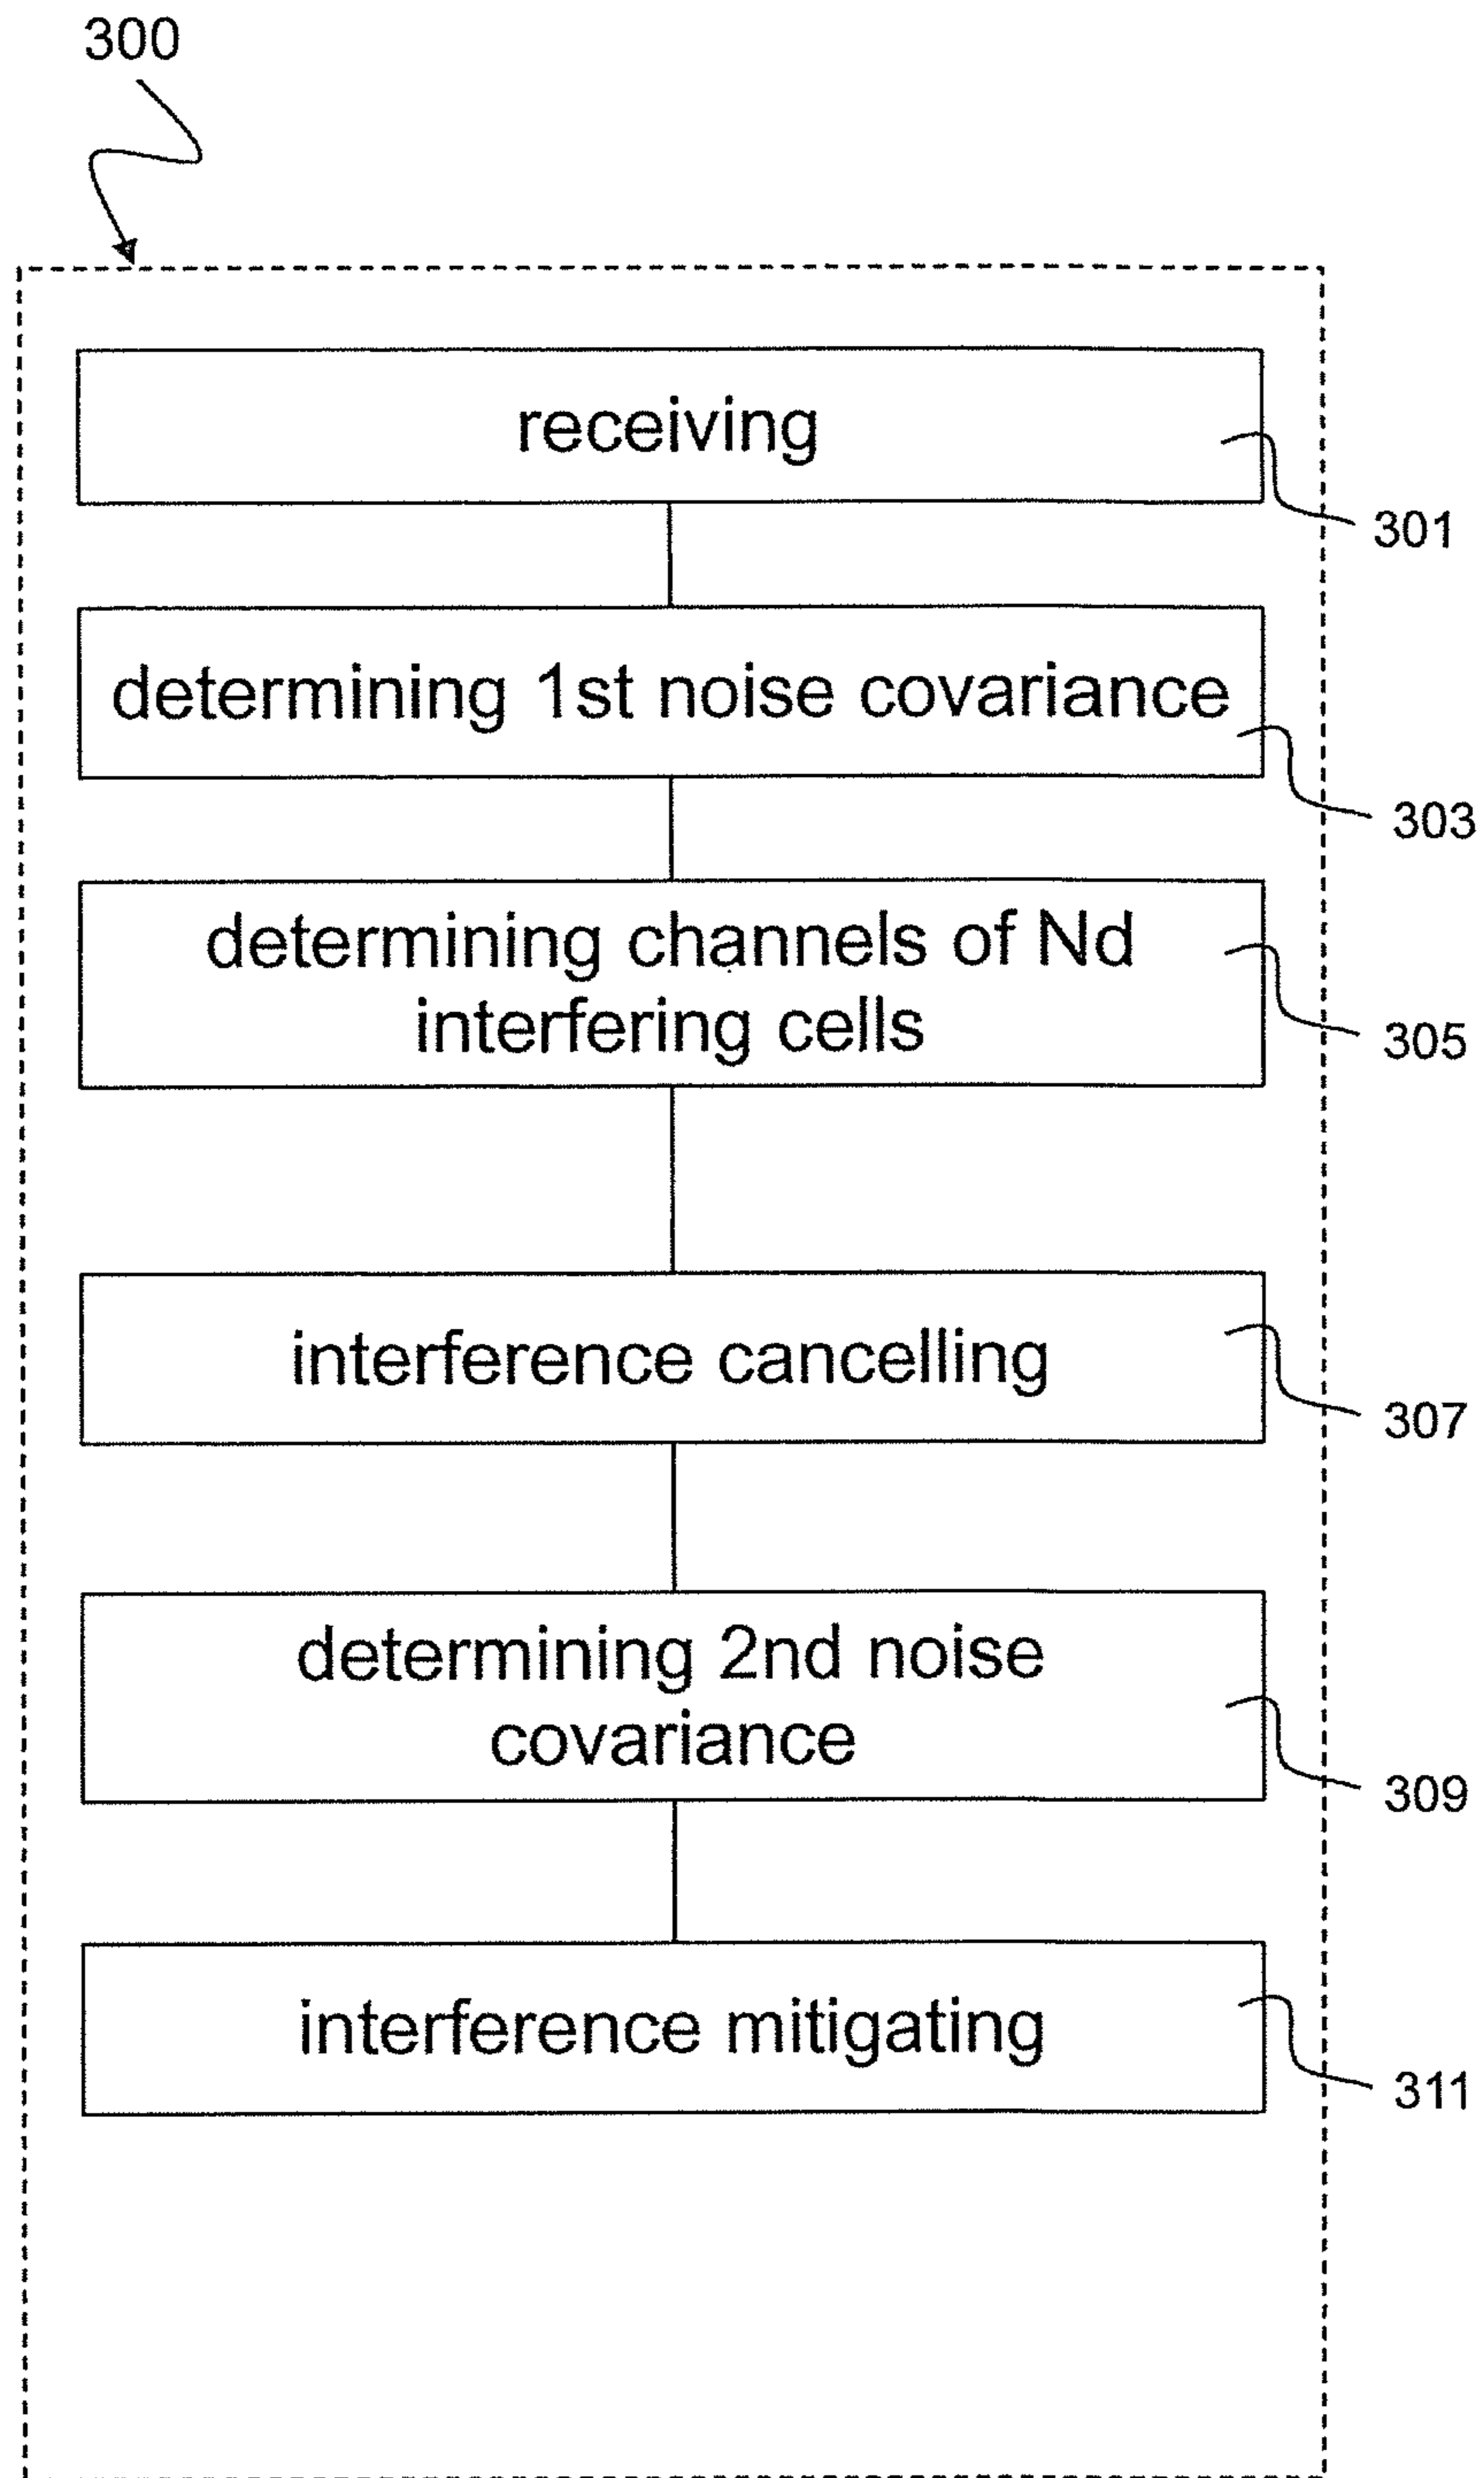 300
receiving
301
determining 1st noise covariance
303
determining channels of Nd
interfering cells
305
interference cancelling
307
determining 2nd noise
covariance
309
interference mitigating
311